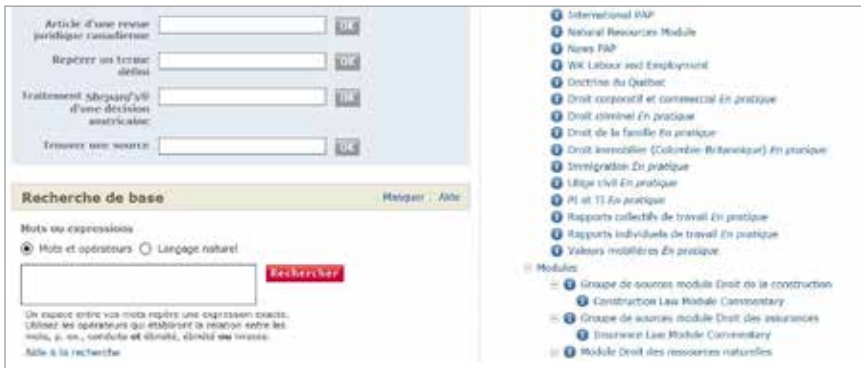 Article d'une revue
juridique canadienne
OK
Repérer un terme
défini
OK
Traitement Shepard's®
d'une décision
américaine
OK
Trouver une source
OK
Recherche de base
Masquer | Aide
Mots ou expressions
Mots et opérateurs
Langage naturel
Rechercher
Un espace entre vos mots repère une expression exacte.
Utilisez les opérateurs qui établiront la relation entre les
mots, p. ex., conduite et ébriété, ébriété ou ivresse.
Aide à la recherche
International PAP
Natural Resources Module
News PAP
WK Labour and Employment
Doctrine du Québec
Droit corporatif et commercial En pratique
Droit criminel En pratique
Droit de la famille En pratique
Droit immobilier (Colombie-Britannique) En pratique
Immigration En pratique
Litige civil En pratique
PI et TI En pratique
Rapports collectifs de travail En pratique
Rapports individuels de travail En pratique
Valeurs mobilières En pratique
Modules
Groupe de sources module Droit de la construction
Construction Law Module Commentary
Groupe de sources module Droit des assurances
Insurance Law Module Commentary
Module Droit des ressources naturelles